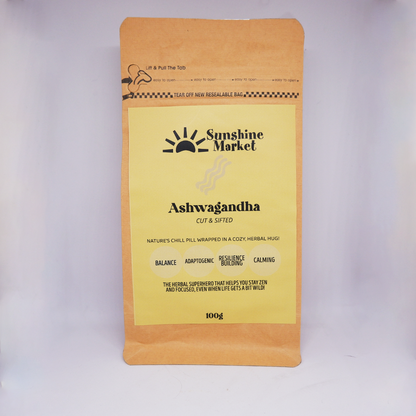 Lift & Pull The Tab
TEAR OFF NEW RESEALABLE BAG
Sunshine
Market
Ashwagandha
CUT & SIFTED
NATURE'S CHILL PILL WRAPPED IN A COZY, HERBAL HUG!
BALANCE
ADAPTOGENIC
RESILIENCE
BUILDING
CALMING
THE HERBAL SUPERHERO THAT HELPS YOU STAY ZEN
AND FOCUSED, EVEN WHEN LIFE GETS A BIT WILD!
100g